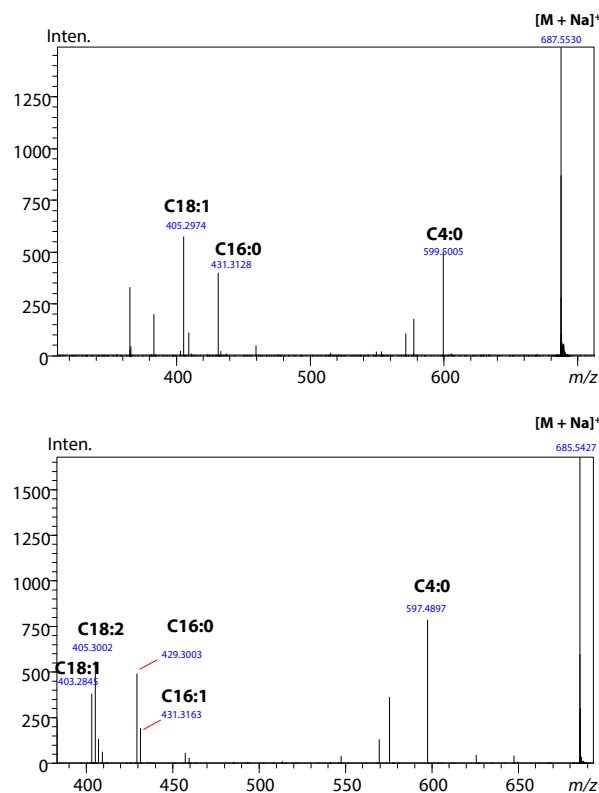 [M + Na]+
Inten.
687.5530
1250
1000
750
500
250
0
C18:1
405.2974
C16:0
431.3128
C4:0
599.5005
400
500
600
m/z
[M + Na]+
Inten.
685.5427
1500
1250
1000
750
500
250
0
C4:0
597.4897
C18:2
405.3002
C16:0
429.3003
C18:1
403.2845
C16:1
431.3163
400
450
500
550
600
650
m/z